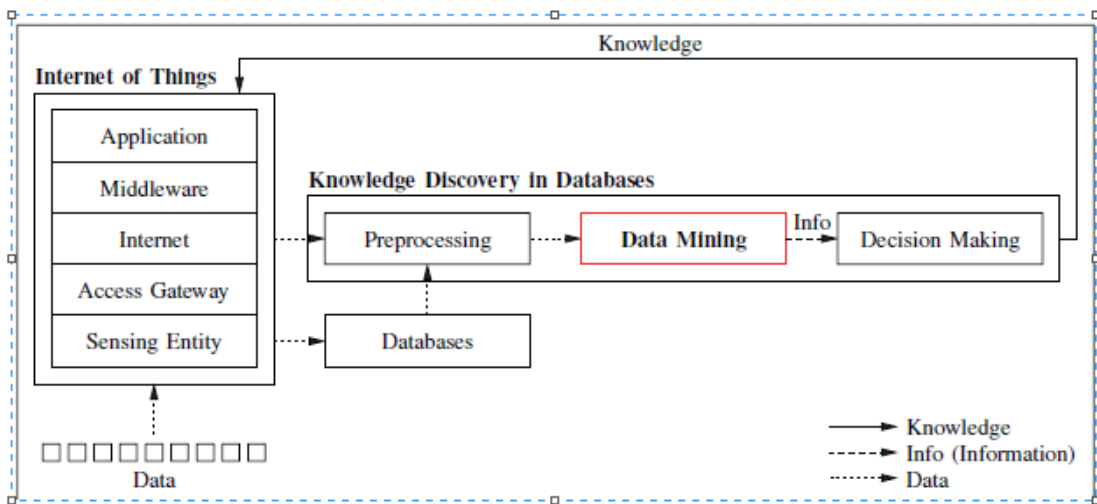 Knowledge
Internet of Things
Application
Middleware
Internet
Access Gateway
Sensing Entity
Knowledge Discovery in Databases
Preprocessing
Data Mining
Info
Decision Making
Databases
Data
Knowledge
Info (Information)
Data